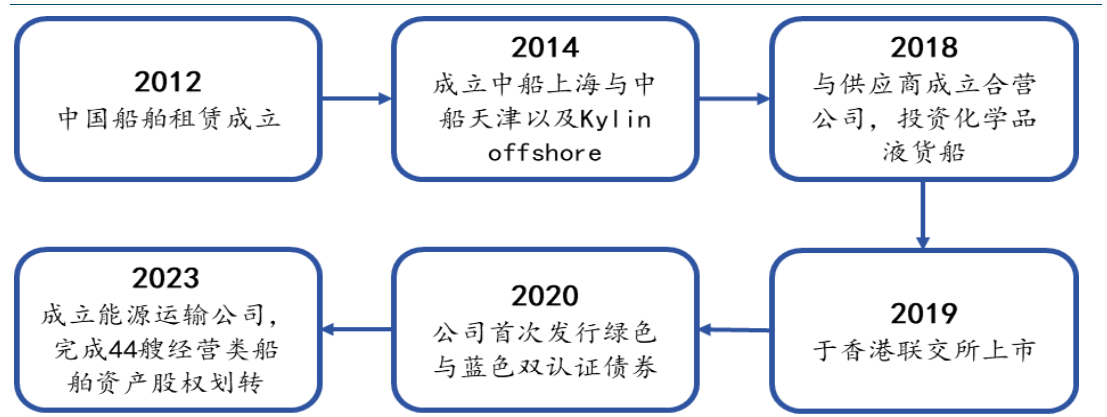 2012
中国船舶租赁成立
2014
成立中船上海与中
船天津以及Kylin
offshore
2018
与供应商成立合营
公司，投资化学品
液货船
2019
于香港联交所上市
2020
公司首次发行绿色
与蓝色双认证债券
2023
成立能源运输公司，
完成44艘经营类船
舶资产股权划转